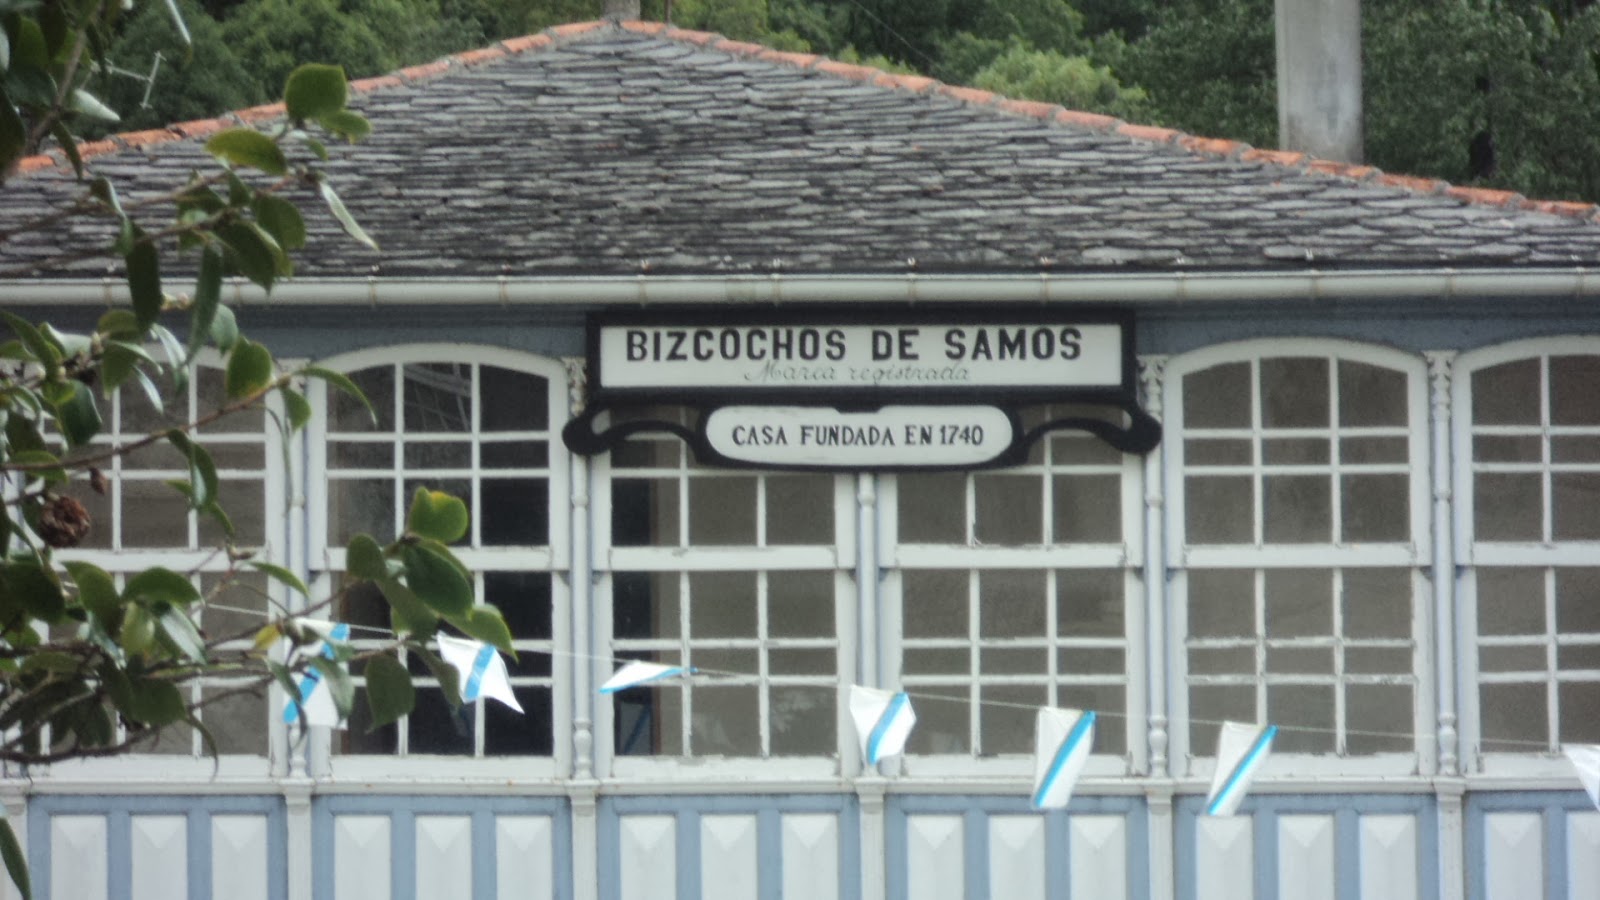 BIZCOCHOS DE SAMOS
Marca registrada
CASA FUNDADA EN 1740